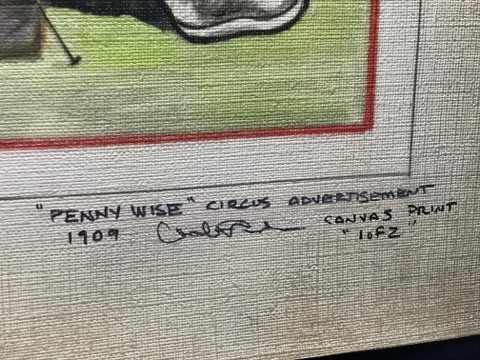 "PENNY WISE" CIRCUS ADVERTISEMENT
1909 CANVAS PRINT
"1 OF 2"